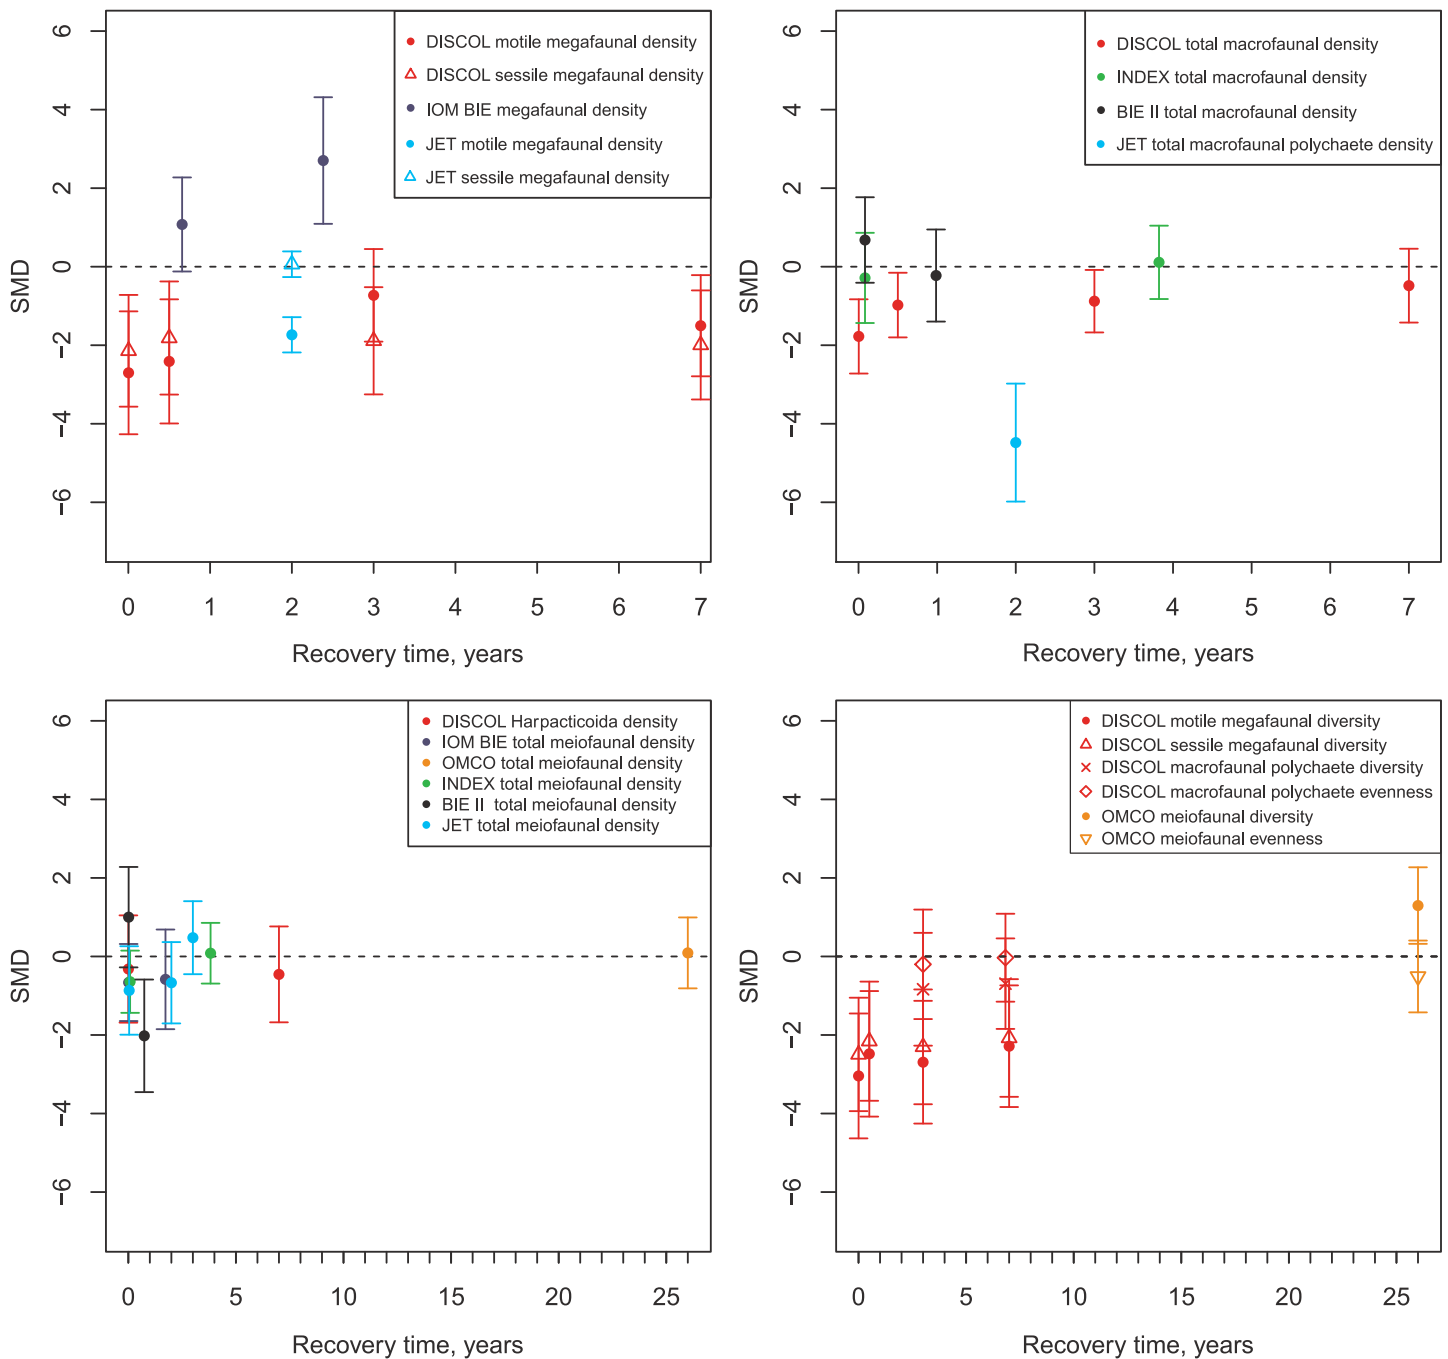 6
4
2
0
−2
−4
−6
SMD
DISCOL motile megafaunal density
DISCOL sessile megafaunal density
IOM BIE megafaunal density
JET motile megafaunal density
JET sessile megafaunal density
0 1 2 3 4 5 6 7
Recovery time, years
6
4
2
0
−2
−4
−6
SMD
DISCOL total macrofaunal density
INDEX total macrofaunal density
BIE II total macrofaunal density
JET total macrofaunal polychaete density
0 1 2 3 4 5 6 7
Recovery time, years
6
4
2
0
−2
−4
−6
SMD
DISCOL Harpacticoida density
IOM BIE total meiofaunal density
OMCO total meiofaunal density
INDEX total meiofaunal density
BIE II total meiofaunal density
JET total meiofaunal density
0 5 10 15 20 25
Recovery time, years
6
4
2
0
−2
−4
−6
SMD
DISCOL motile megafaunal diversity
DISCOL sessile megafaunal diversity
DISCOL macrofaunal polychaete diversity
DISCOL macrofaunal polychaete evenness
OMCO meiofaunal diversity
OMCO meiofaunal evenness
0 5 10 15 20 25
Recovery time, years